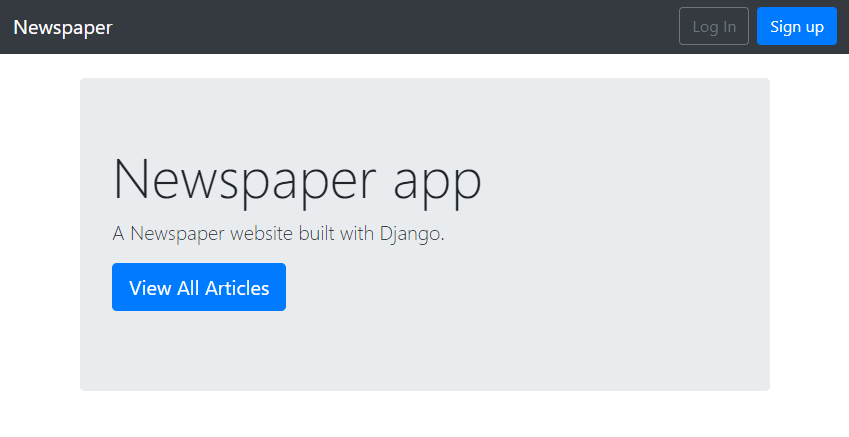 Newspaper
Log In
Sign up
Newspaper app
A Newspaper website built with Django.
View All Articles